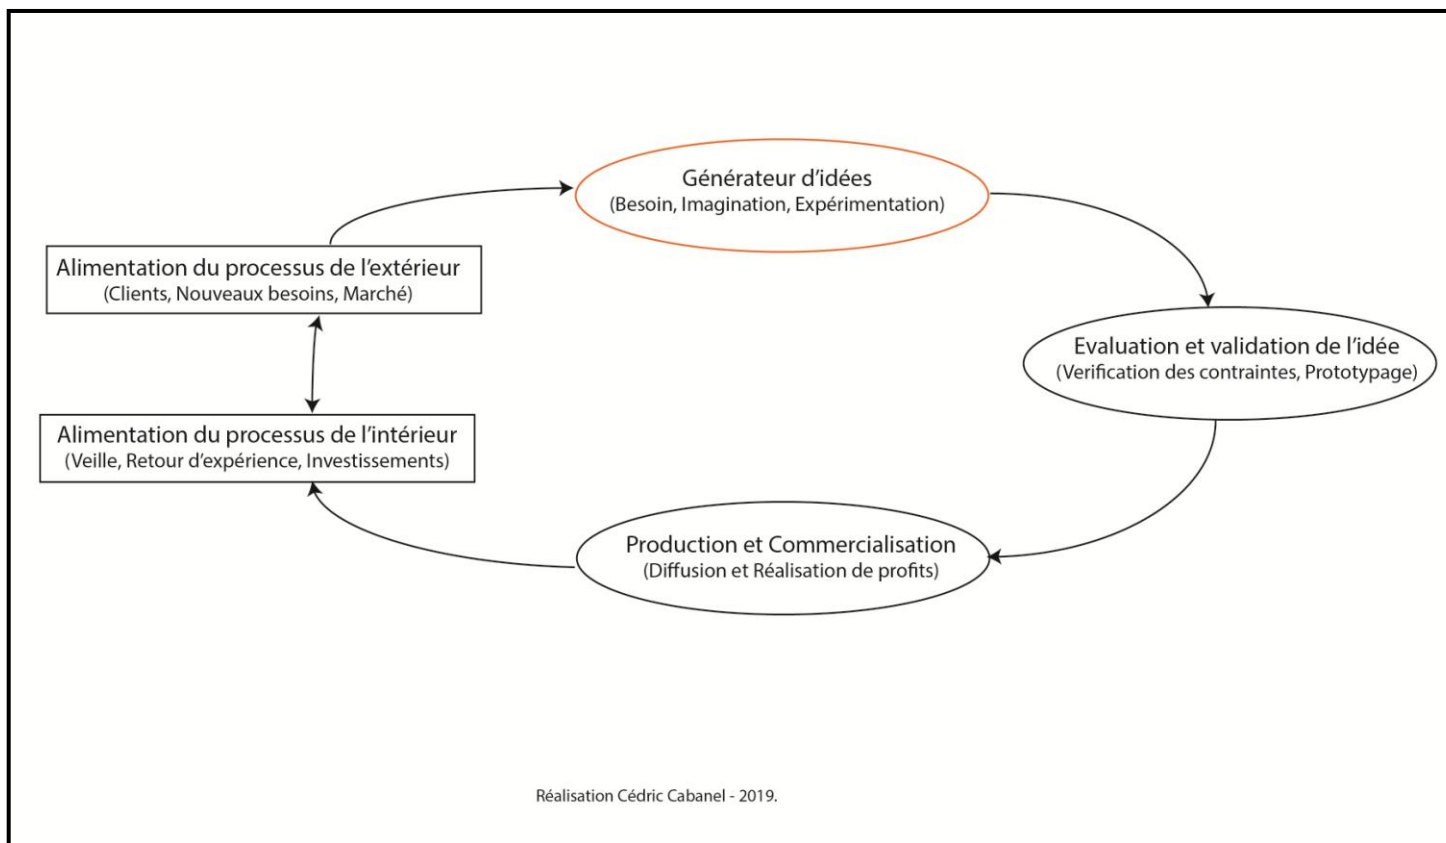 Générateur d'idées
(Besoin, Imagination, Expérimentation)
Alimentation du processus de l'extérieur
(Clients, Nouveaux besoins, Marché)
Evaluation et validation de l'idée
(Verification des contraintes, Prototypage)
Alimentation du processus de l'intérieur
(Veille, Retour d'expérience, Investissements)
Production et Commercialisation
(Diffusion et Réalisation de profits)
Réalisation Cédric Cabanel - 2019.